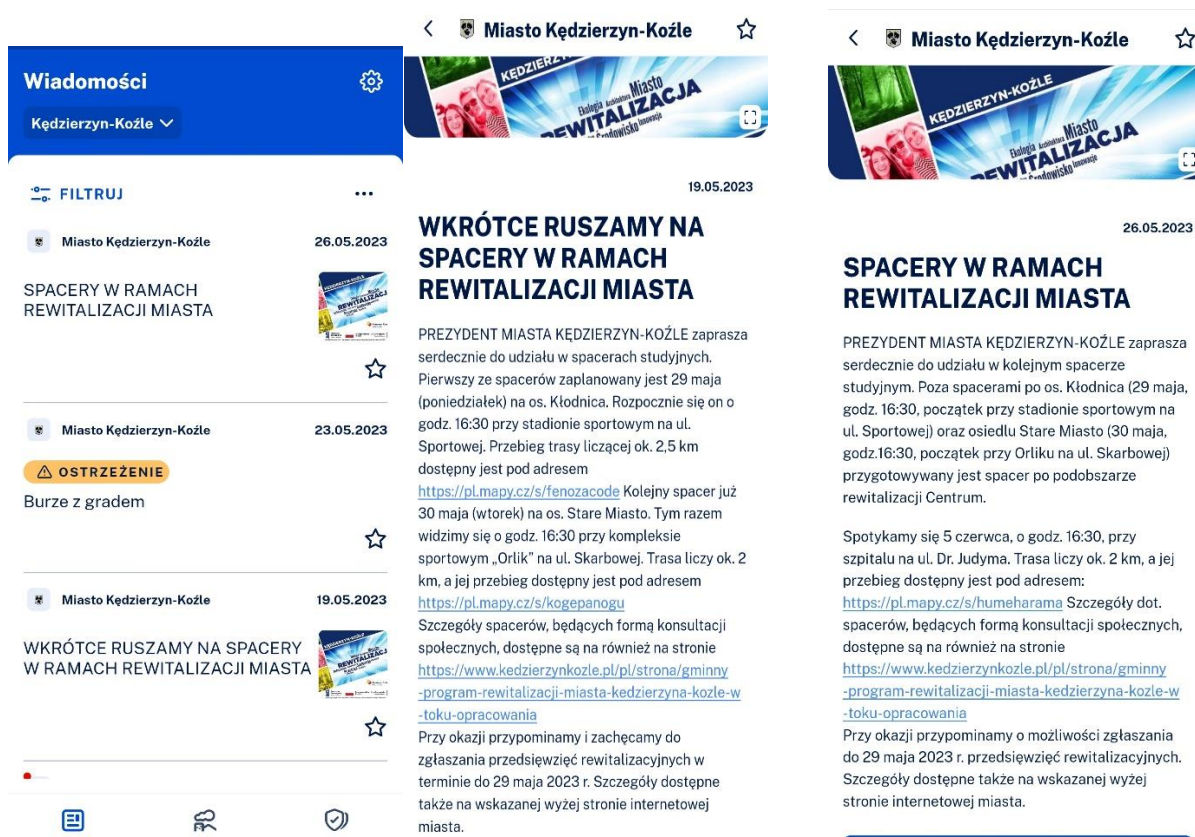 Wiadomości
Kędzierzyn-Koźle
FILTRUJ
Miasto Kędzierzyn-Koźle 26.05.2023
SPACERY W RAMACH
REWITALIZACJI MIASTA
Miasto Kędzierzyn-Koźle 23.05.2023
OSTRZEŻENIE
Burze z gradem
Miasto Kędzierzyn-Koźle 19.05.2023
WKRÓTCE RUSZAMY NA SPACERY
W RAMACH REWITALIZACJI MIASTA
Miasto Kędzierzyn-Koźle
Ekologia Architektura Miasto
REWITALIZACJA
Środowisko Innowacje
19.05.2023
WKRÓTCE RUSZAMY NA
SPACERY W RAMACH
REWITALIZACJI MIASTA
PREZYDENT MIASTA KĘDZIERZYN-KOŹLE zaprasza
serdecznie do udziału w spacerach studyjnych.
Pierwszy ze spacerów zaplanowany jest 29 maja
(poniedziałek) na os. Kłodnica. Rozpocznie się on o
godz. 16:30 przy stadionie sportowym na ul.
Sportowej. Przebieg trasy liczącej ok. 2,5 km
dostępny jest pod adresem
https://pl.mapy.cz/s/fenozacode Kolejny spacer już
30 maja (wtorek) na os. Stare Miasto. Tym razem
widzimy się o godz. 16:30 przy kompleksie
sportowym „Orlik” na ul. Skarbowej. Trasa liczy ok. 2
km, a jej przebieg dostępny jest pod adresem
https://pl.mapy.cz/s/kogepanogu
Szczegóły spacerów, będących formą konsultacji
społecznych, dostępne są na również na stronie
https://www.kedzierzynkozle.pl/pl/strona/gminny
-program-rewitalizacji-miasta-kedzierzyna-kozle-w
-toku-opracowania
Przy okazji przypominamy i zachęcamy do
zgłaszania przedsięwzięć rewitalizacyjnych w
terminie do 29 maja 2023 r. Szczegóły dostępne
także na wskazanej wyżej stronie internetowej
miasta.
Miasto Kędzierzyn-Koźle
KĘDZIERZYN-KOŹLE
Ekologia Architektura Miasto
REWITALIZACJA
Środowisko Innowacje
26.05.2023
SPACERY W RAMACH
REWITALIZACJI MIASTA
PREZYDENT MIASTA KĘDZIERZYN-KOŹLE zaprasza
serdecznie do udziału w kolejnym spacerze
studyjnym. Poza spacerami po os. Kłodnica (29 maja,
godz. 16:30, początek przy stadionie sportowym na
ul. Sportowej) oraz osiedlu Stare Miasto (30 maja,
godz.16:30, początek przy Orliku na ul. Skarbowej)
przygotowywany jest spacer po podobszarze
rewitalizacji Centrum.
Spotykamy się 5 czerwca, o godz. 16:30, przy
szpitalu na ul. Dr. Judyma. Trasa liczy ok. 2 km, a jej
przebieg dostępny jest pod adresem:
https://pl.mapy.cz/s/humeharama Szczegóły dot.
spacerów, będących formą konsultacji społecznych,
dostępne są na również na stronie
https://www.kedzierzynkozle.pl/pl/strona/gminny
-program-rewitalizacji-miasta-kedzierzyna-kozle-w
-toku-opracowania
Przy okazji przypominamy o możliwości zgłaszania
do 29 maja 2023 r. przedsięwzięć rewitalizacyjnych.
Szczegóły dostępne także na wskazanej wyżej
stronie internetowej miasta.